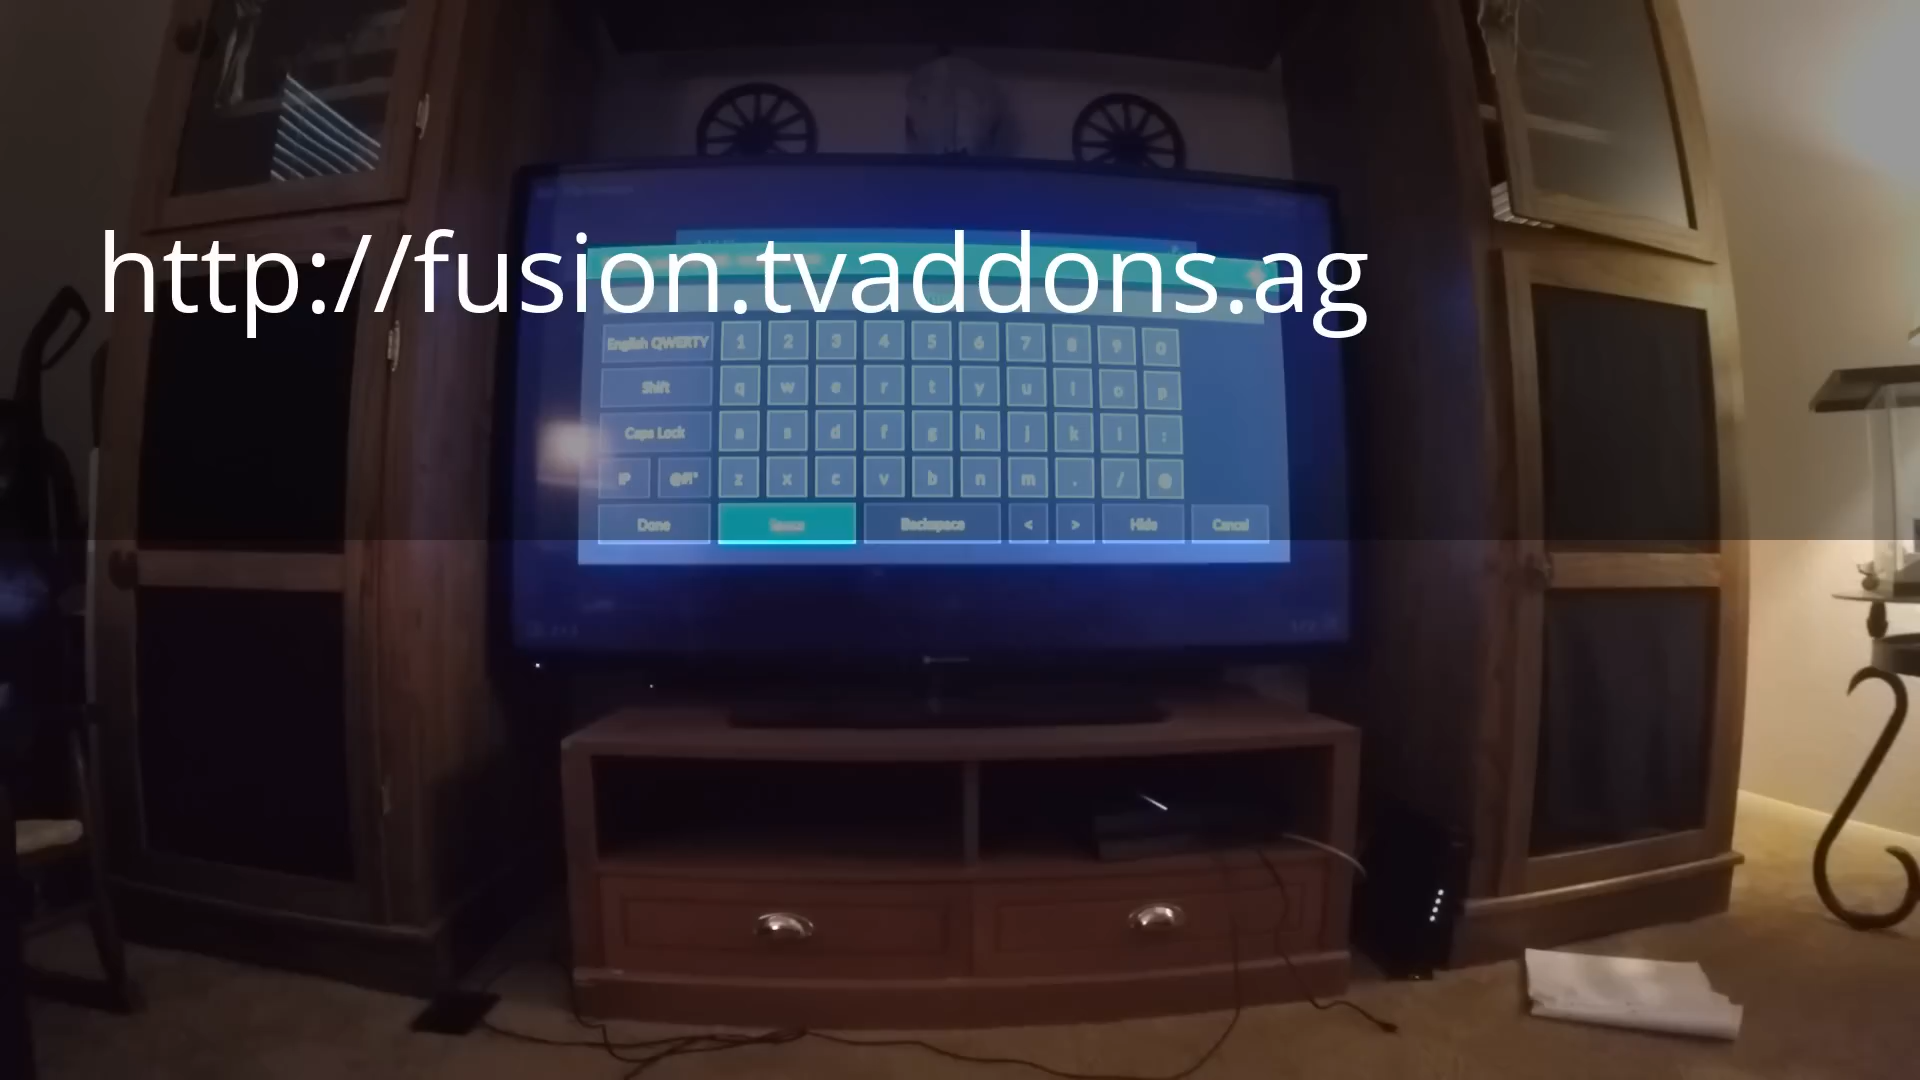 http://fusion.tvaddons.ag
English QWERTY 1 2 3 4 5 6 7 8 9 0
Shift q w e r t y u i o p
Caps Lock a s d f g h j k l :
IP @#!* z x c v b n m . / @
Done Space Backspace < > Hide Cancel